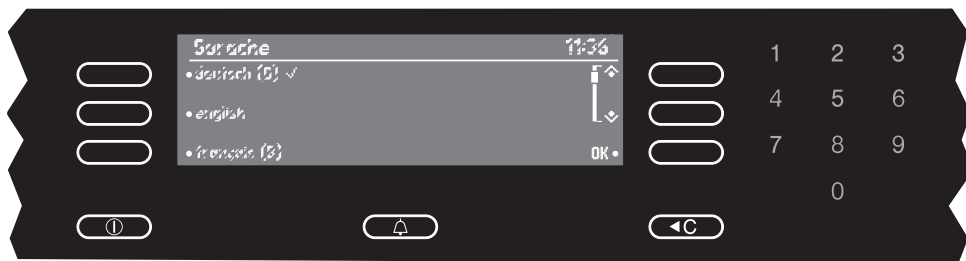 Sprache 11:36
• deutsch (D) ✓
• english
• français (B) OK •
1 2 3
4 5 6
7 8 9
0
◄C